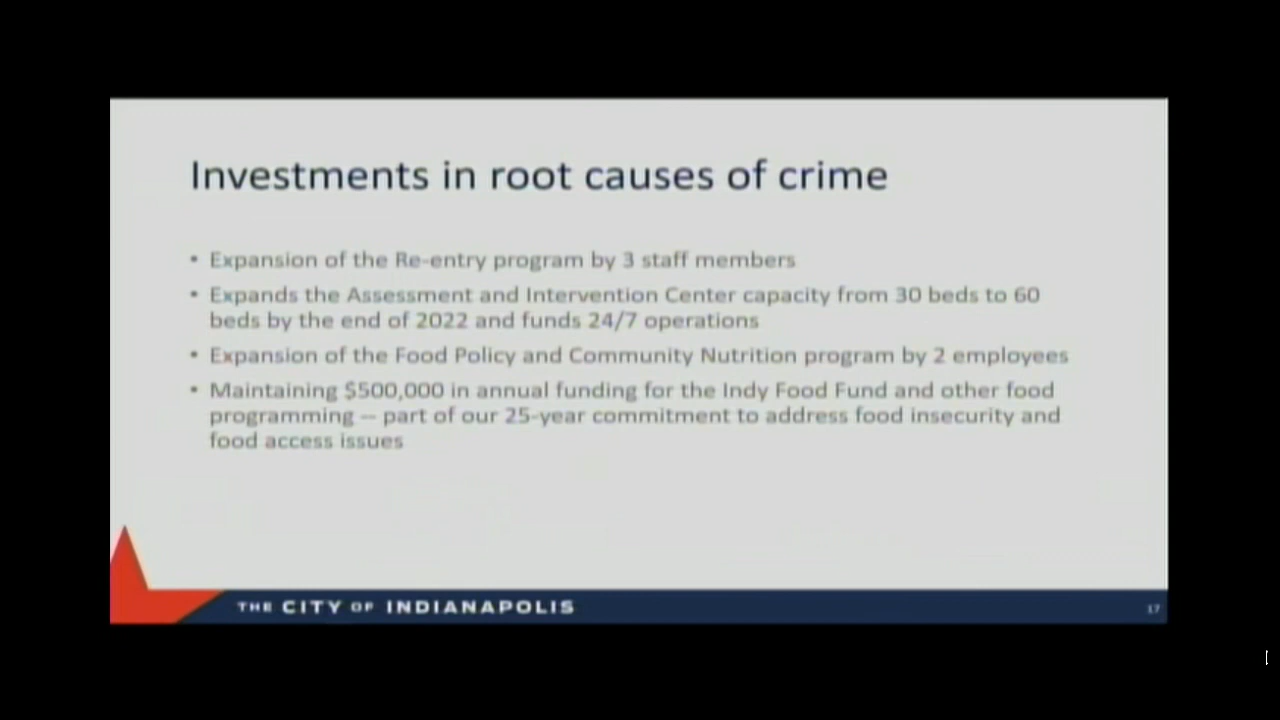 Investments in root causes of crime
• Expansion of the Re-entry program by 3 staff members
• Expands the Assessment and Intervention Center capacity from 30 beds to 60
beds by the end of 2022 and funds 24/7 operations
• Expansion of the Food Policy and Community Nutrition program by 2 employees
• Maintaining $500,000 in annual funding for the Indy Food Fund and other food
programming – part of our 25-year commitment to address food insecurity and
food access issues
THE CITY OF INDIANAPOLIS
17